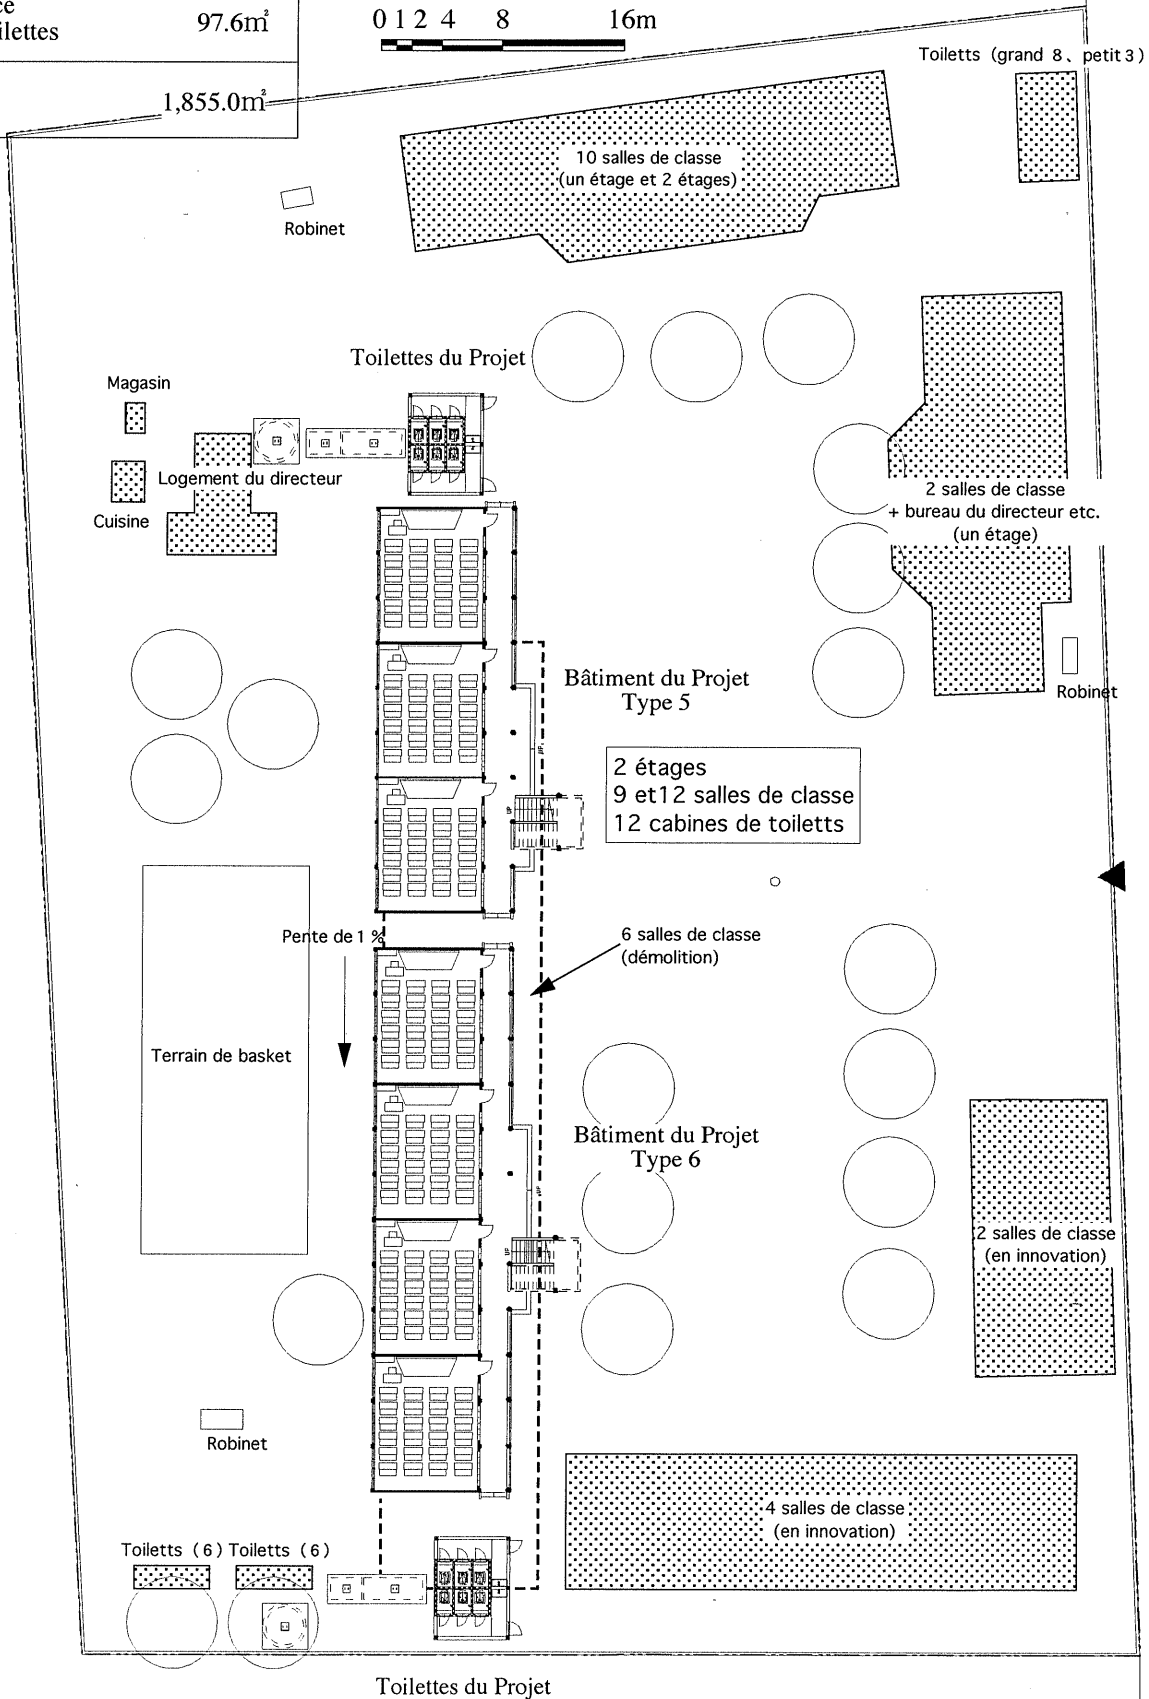 ilettes
97.6㎡
1,855.0㎡
0 1 2 4 8 16m
Toiletts (grand 8、petit 3)
10 salles de classe
(un étage et 2 étages)
Robinet
Toilettes du Projet
Magasin
Logement du directeur
Cuisine
2 salles de classe
+ bureau du directeur etc.
(un étage)
Robinet
Bâtiment du Projet
Type 5
2 étages
9 et12 salles de classe
12 cabines de toiletts
UP
UP
Pente de 1 %
6 salles de classe
(démolition)
Terrain de basket
Bâtiment du Projet
Type 6
UP
UP
2 salles de classe
(en innovation)
Robinet
4 salles de classe
(en innovation)
Toiletts (6) Toiletts (6)
Toilettes du Projet